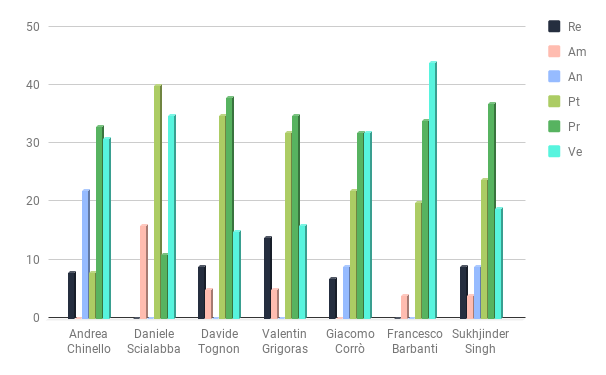 50
40
30
20
10
0
Andrea Chinello
Daniele Scialabba
Davide Tognon
Valentin Grigoras
Giacomo Corrò
Francesco Barbanti
Sukhjinder Singh
Re
Am
An
Pt
Pr
Ve